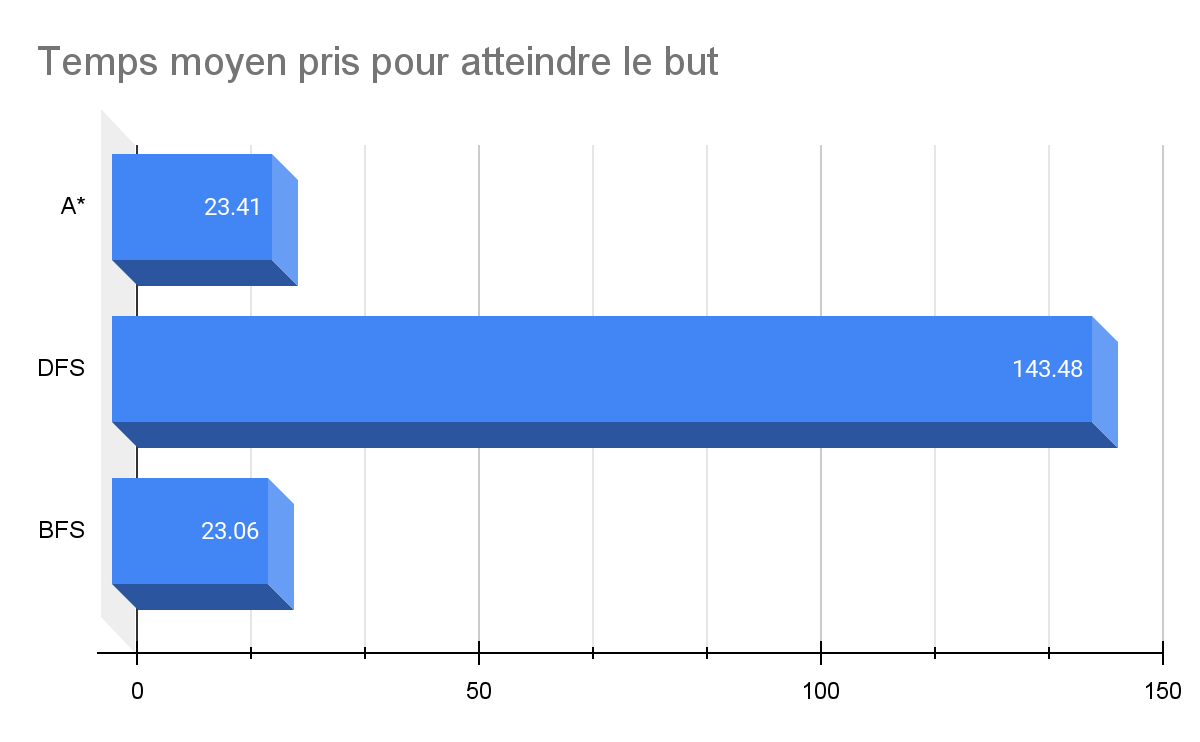 Temps moyen pris pour atteindre le but
A*
23.41
DFS
143.48
BFS
23.06
0
50
100
150